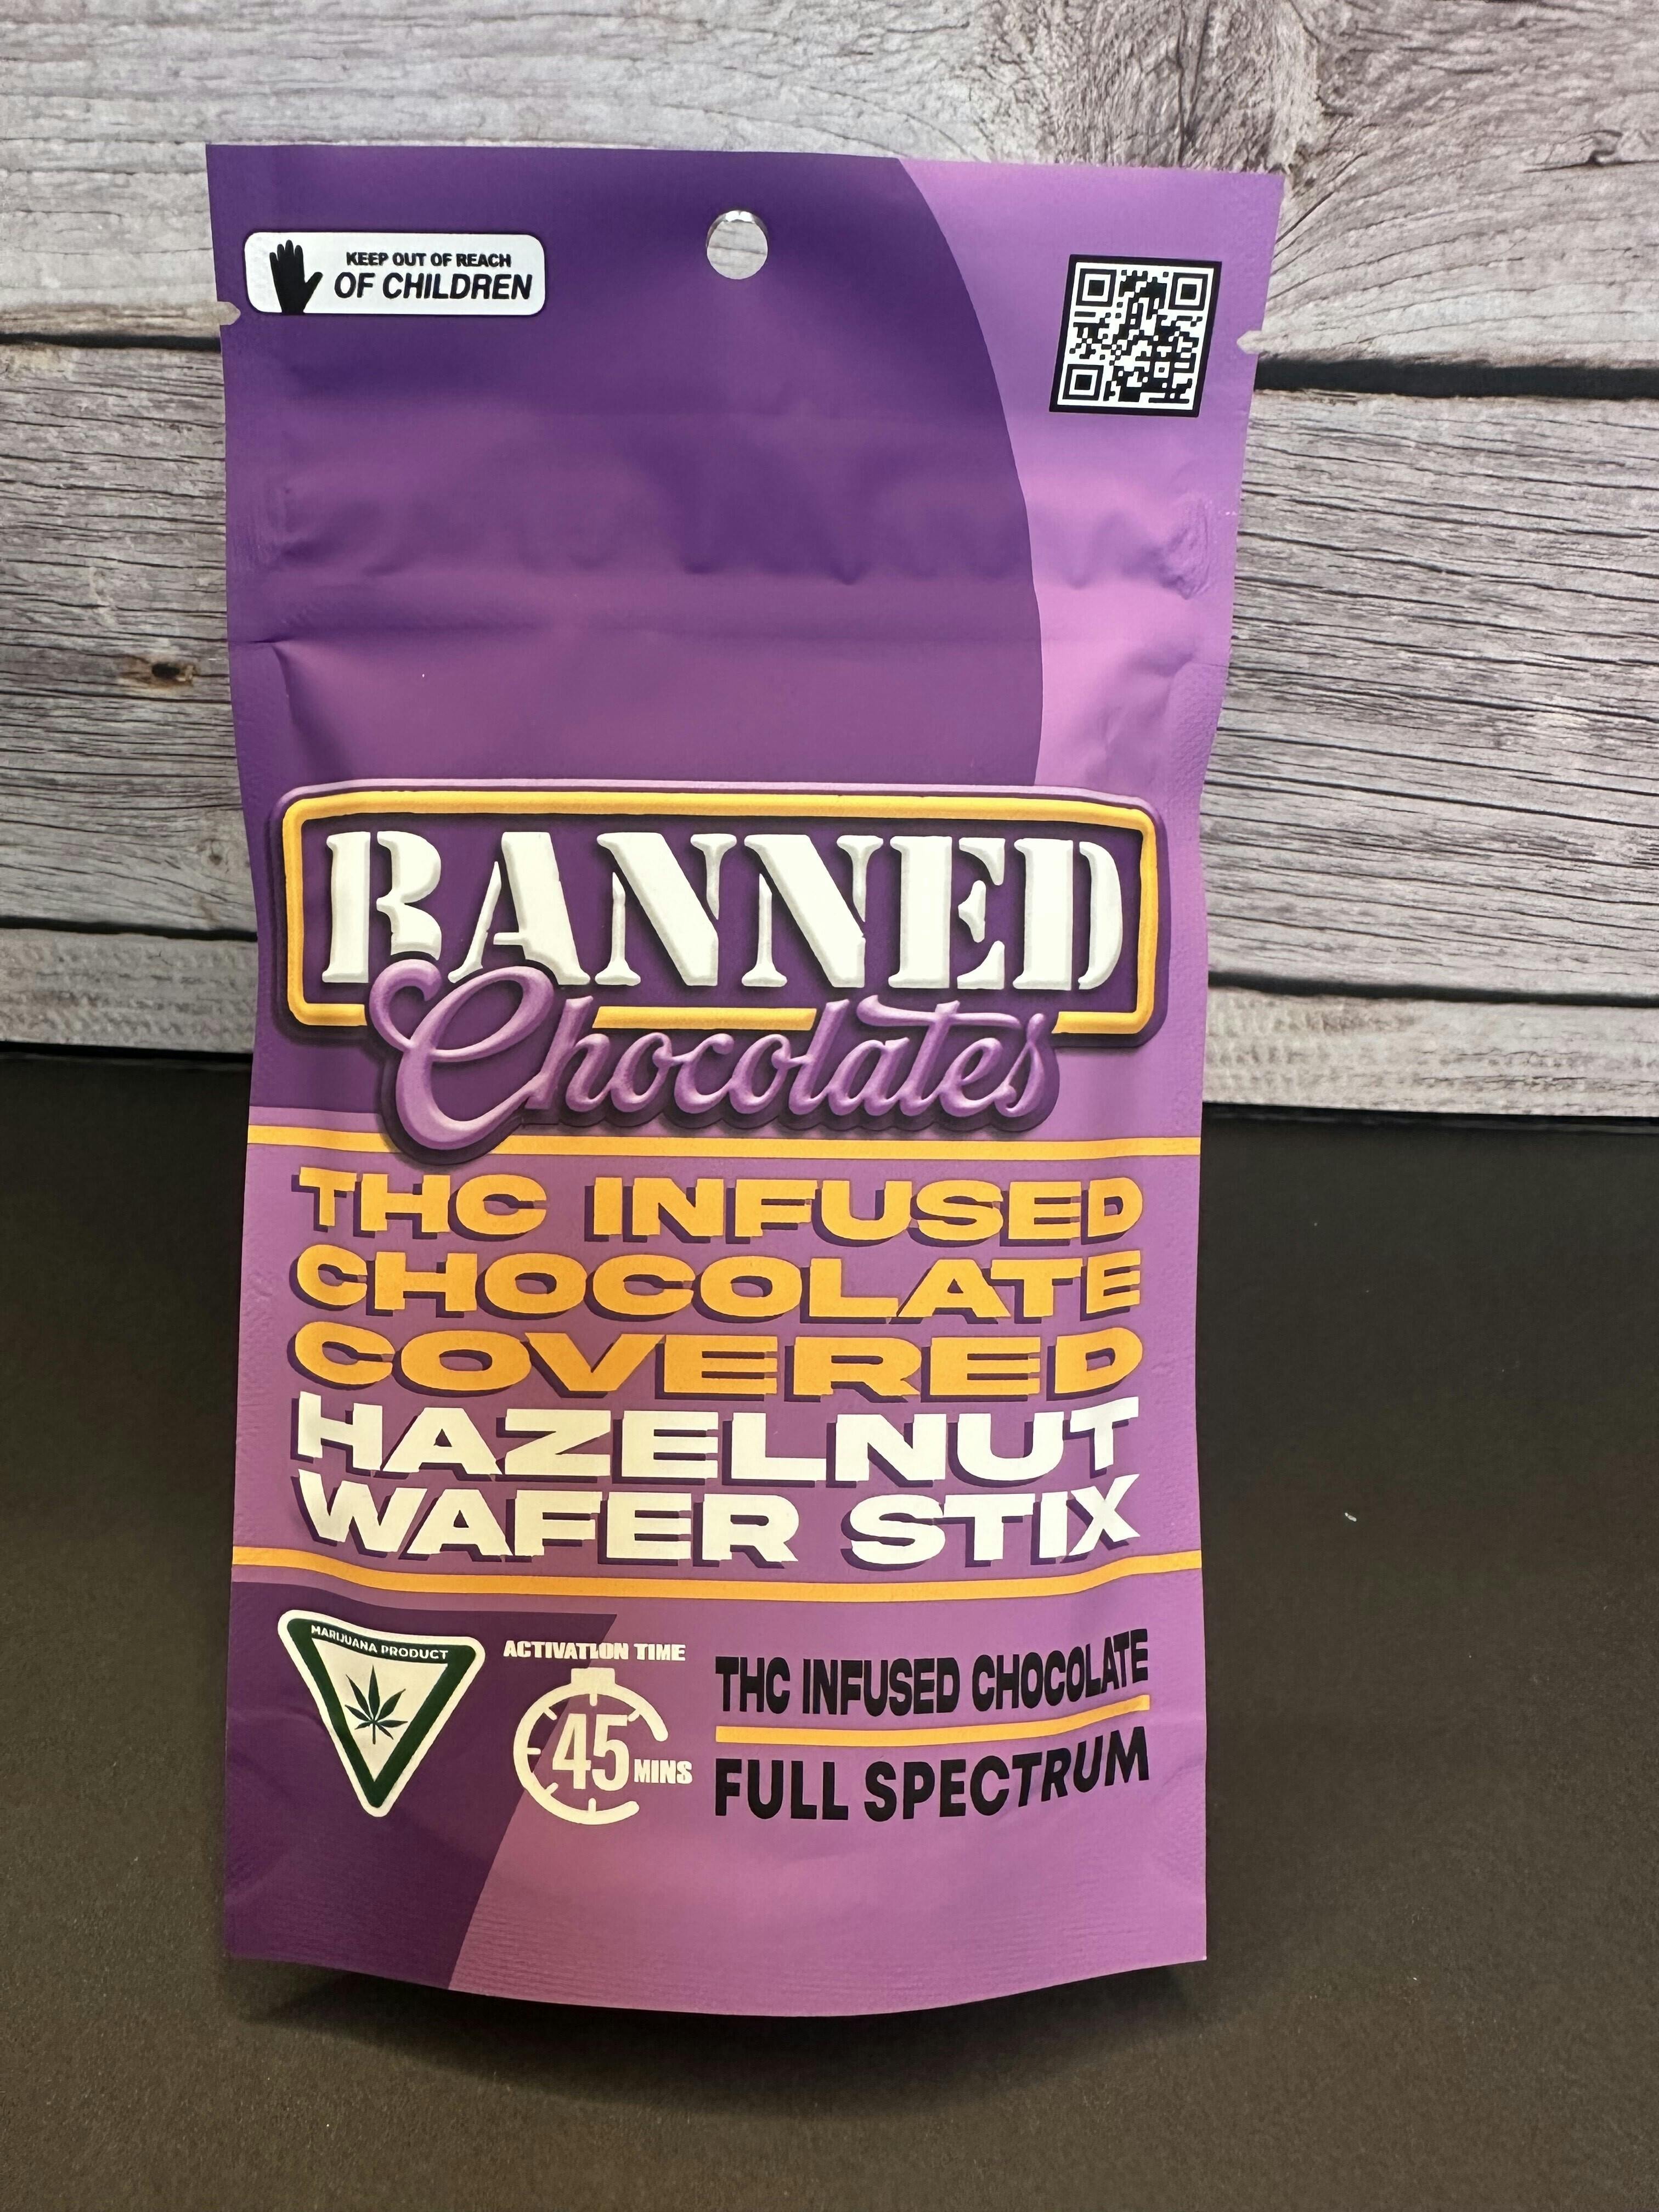 KEEP OUT OF REACH
OF CHILDREN
BANNED
Chocolates
THC INFUSED
CHOCOLATE
COVERED
HAZELNUT
WAFER STIX
MARIJUANA PRODUCT
ACTIVATION TIME
45 MINS
THC INFUSED CHOCOLATE
FULL SPECTRUM